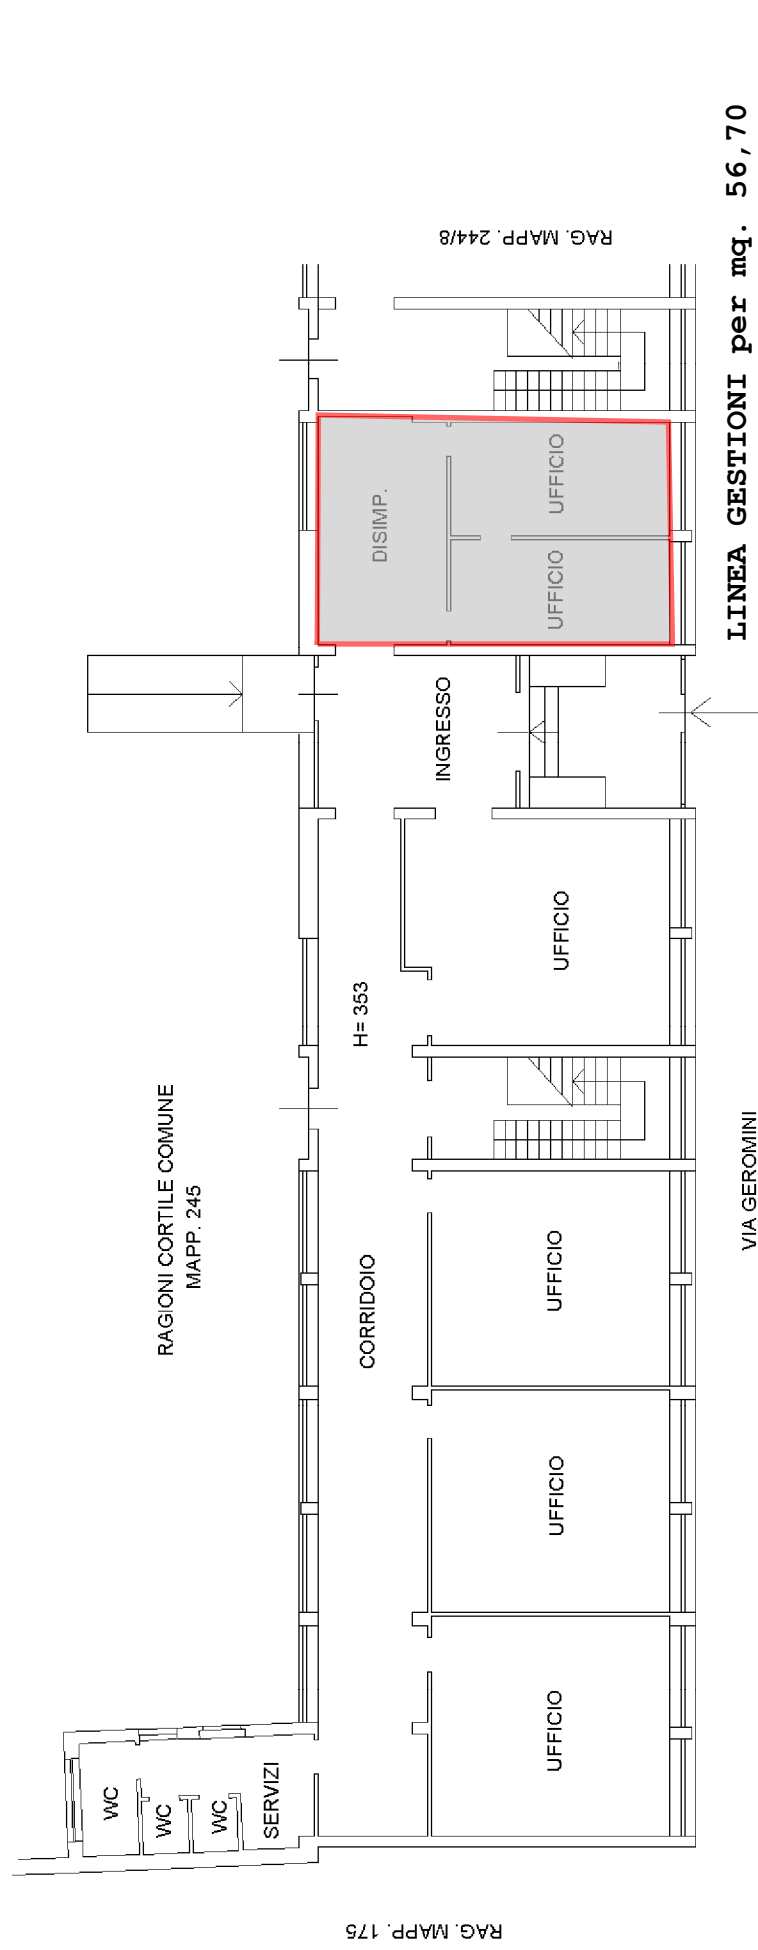 RAG. MAPP. 244/8
LINEA GESTIONI per mq. 56,70
DISIMP.
UFFICIO
UFFICIO
INGRESSO
UFFICIO
H= 353
RAGIONI CORTILE COMUNE
MAPP. 245
CORRIDOIO
UFFICIO
VIA GEROMINI
UFFICIO
UFFICIO
WC
WC
WC
SERVIZI
RAG. MAPP. 175